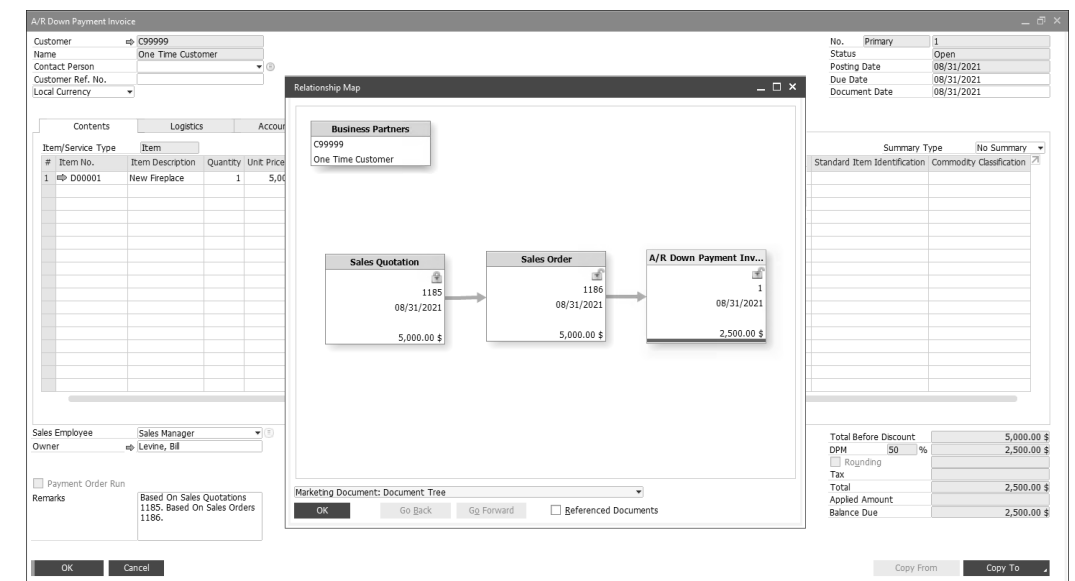 A/R Down Payment Invoice
Customer C99999
Name One Time Customer
Contact Person
Customer Ref. No.
Local Currency
No. Primary 1
Status Open
Posting Date 08/31/2021
Due Date 08/31/2021
Document Date 08/31/2021
Contents Logistics Accou
Item/Service Type Item
Summary Type No Summary
# Item No. Item Description Quantity Unit Price Standard Item Identification Commodity Classification
1 D00001 New Fireplace 1 5,00
Relationship Map
Business Partners
C99999
One Time Customer
Sales Quotation
1185
08/31/2021
5,000.00 $
Sales Order
1186
08/31/2021
5,000.00 $
A/R Down Payment Inv...
1
08/31/2021
2,500.00 $
Marketing Document: Document Tree
OK Go Back Go Forward Referenced Documents
Sales Employee Sales Manager
Owner Levine, Bill
Payment Order Run
Remarks Based On Sales Quotations
1185. Based On Sales Orders
1186.
Total Before Discount 5,000.00 $
DPM 50 % 2,500.00 $
Rounding
Tax
Total 2,500.00 $
Applied Amount
Balance Due 2,500.00 $
OK Cancel Copy From Copy To